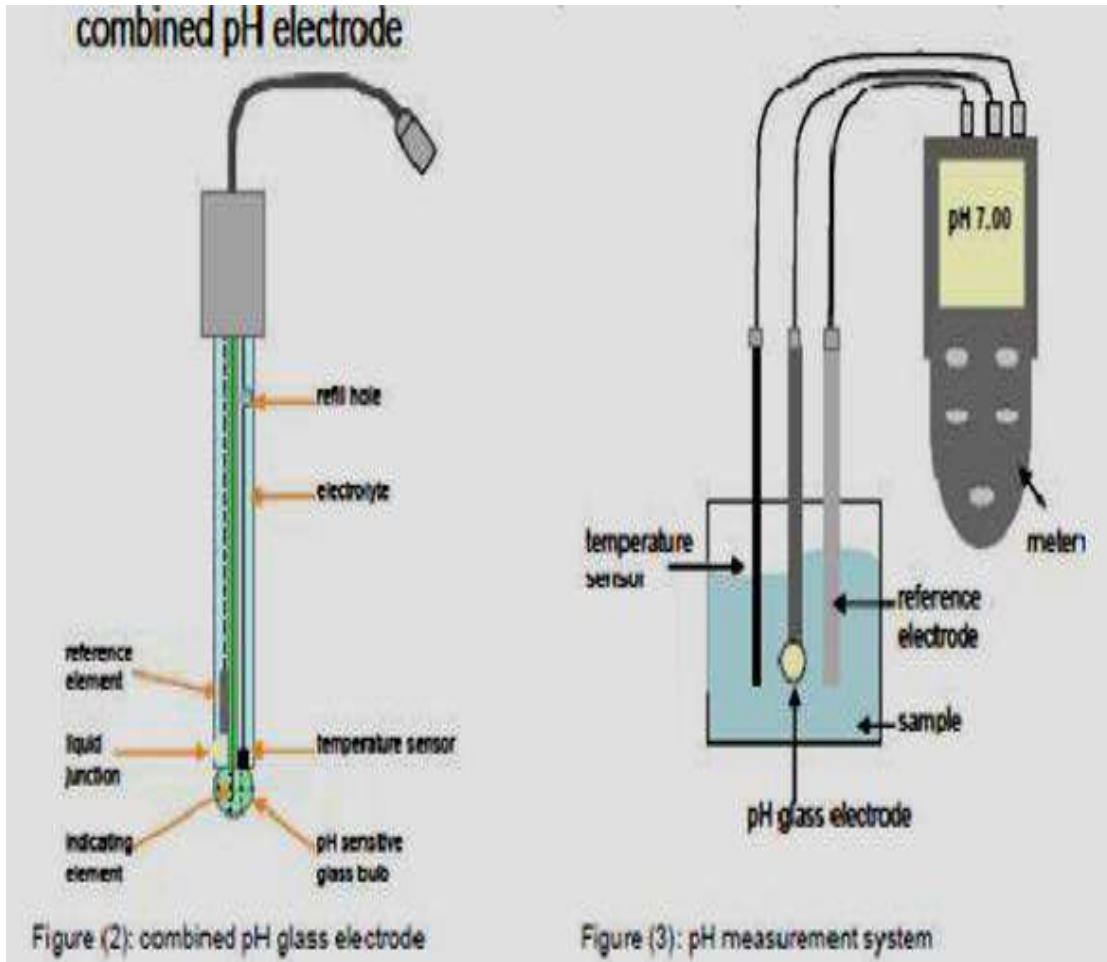 combined pH electrode
refill hole
electrolyte
reference
element
liquid
junction
temperature sensor
indicating
element
pH sensitive
glass bulb
Figure (2): combined pH glass electrode
pH 7.00
temperature
sensor
meter
reference
electrode
sample
pH glass electrode
Figure (3): pH measurement system